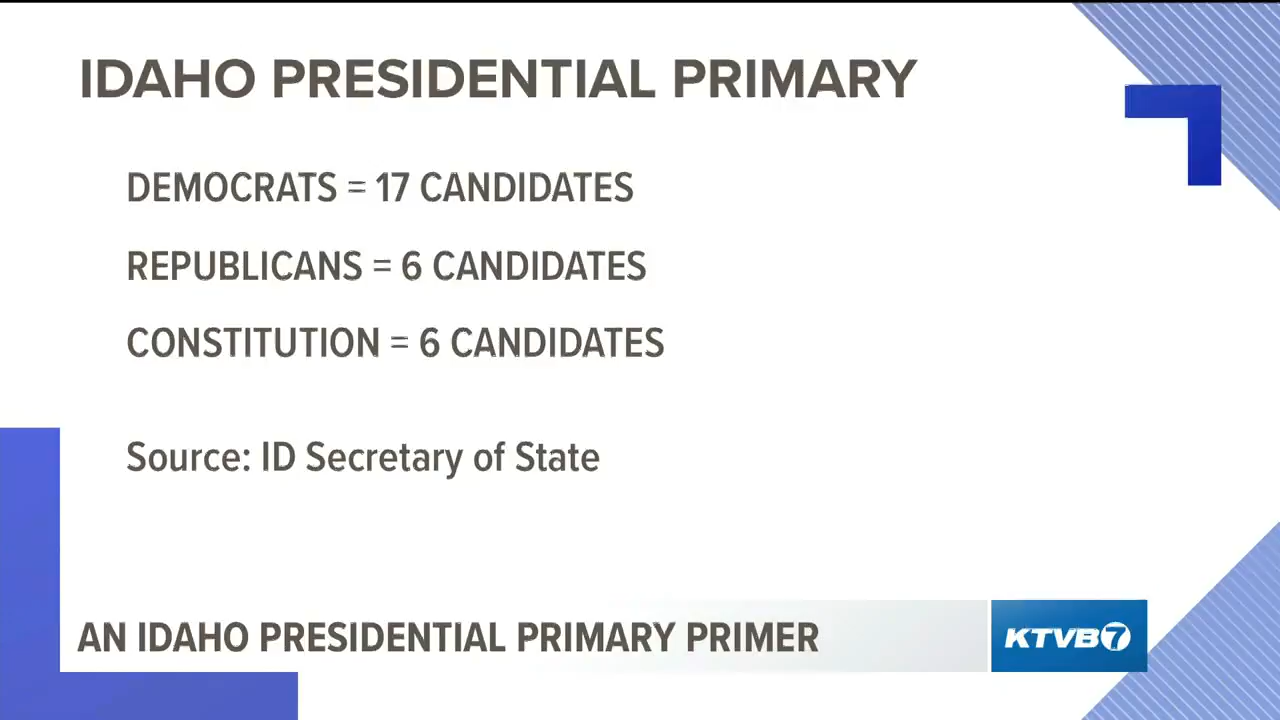 IDAHO PRESIDENTIAL PRIMARY
DEMOCRATS = 17 CANDIDATES
REPUBLICANS = 6 CANDIDATES
CONSTITUTION = 6 CANDIDATES
Source: ID Secretary of State
AN IDAHO PRESIDENTIAL PRIMARY PRIMER
KTVB7